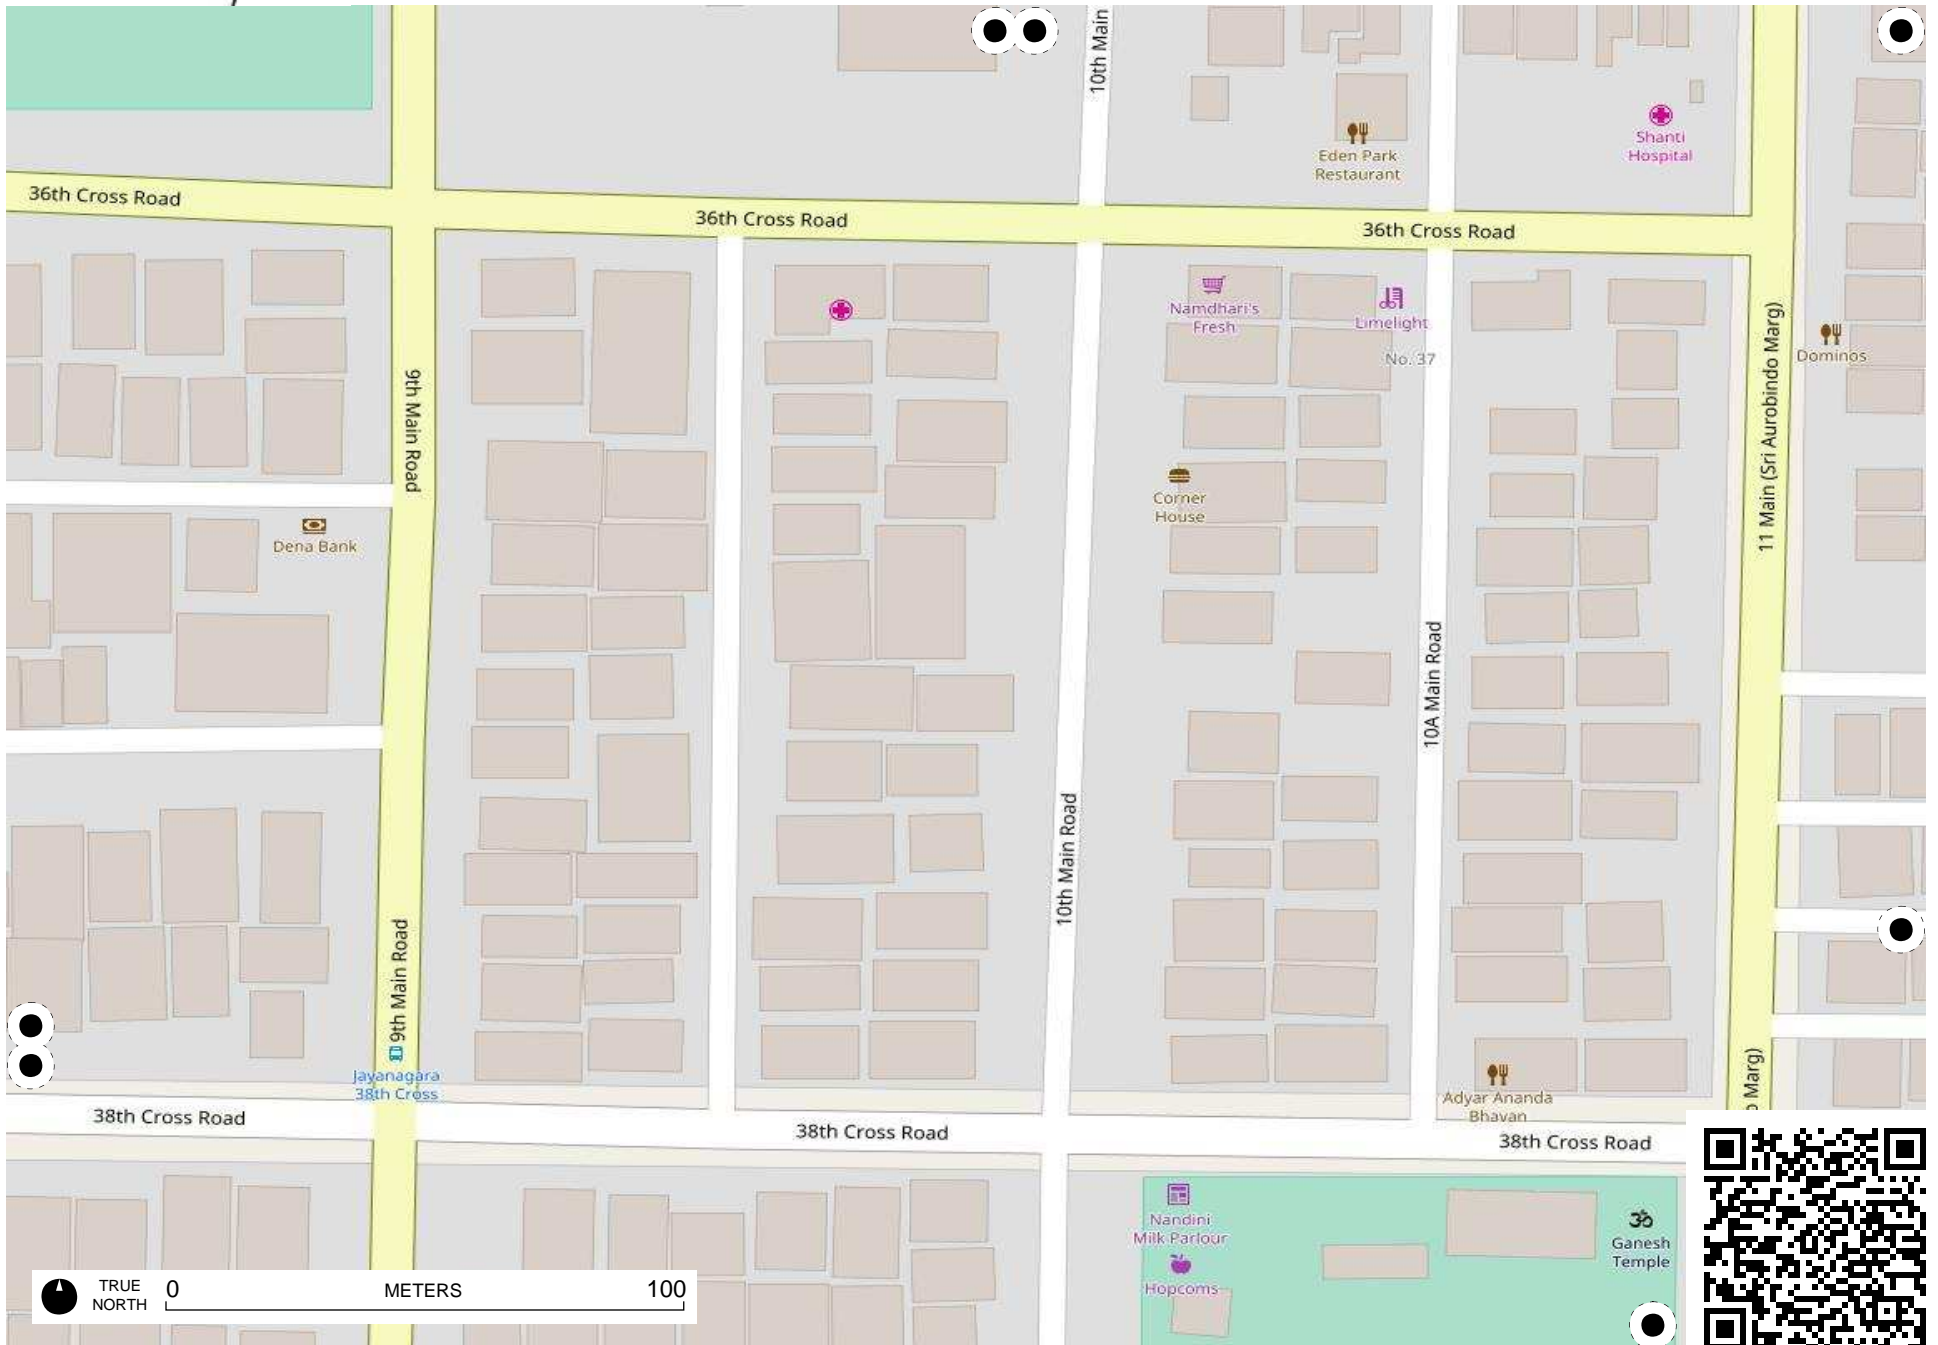 10th Main
Shanti
Hospital
Eden Park
Restaurant
36th Cross Road
36th Cross Road
36th Cross Road
Namdhari's
Fresh
Limelight
No. 37
Dominos
9th Main Road
11 Main (Sri Aurobindo Marg)
Corner
House
Dena Bank
10A Main Road
10th Main Road
9th Main Road
Jayanagara
38th Cross
Marg)
Adyar Ananda
Bhavan
38th Cross Road
38th Cross Road
38th Cross Road
Nandini
Milk Parlour
ॐ
Ganesh
Temple
Hopcoms
TRUE
NORTH
0 METERS 100